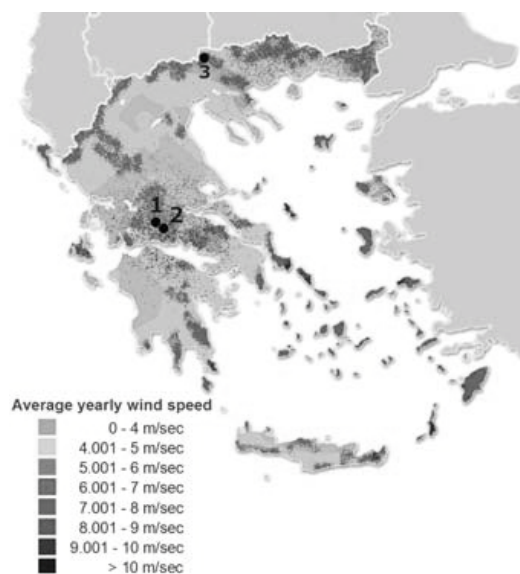 3
1
2
Average yearly wind speed
0 - 4 m/sec
4.001 - 5 m/sec
5.001 - 6 m/sec
6.001 - 7 m/sec
7.001 - 8 m/sec
8.001 - 9 m/sec
9.001 - 10 m/sec
> 10 m/sec